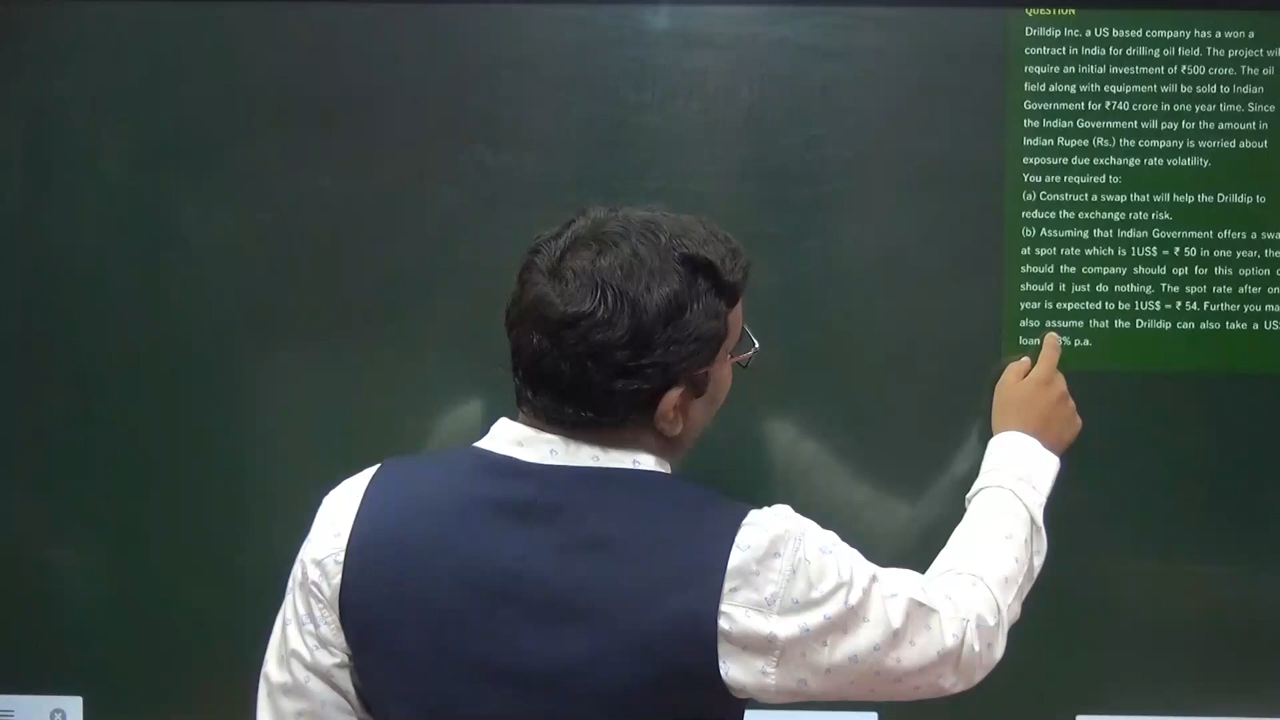 QUESTION
Drilldip Inc. a US based company has a won a
contract in India for drilling oil field. The project wil
require an initial investment of ₹500 crore. The oil
field along with equipment will be sold to Indian
Government for ₹740 crore in one year time. Since
the Indian Government will pay for the amount in
Indian Rupee (Rs.) the company is worried about
exposure due exchange rate volatility.
You are required to:
(a) Construct a swap that will help the Drilldip to
reduce the exchange rate risk.
(b) Assuming that Indian Government offers a swa
at spot rate which is 1US$ = ₹ 50 in one year, the
should the company should opt for this option o
should it just do nothing. The spot rate after on
year is expected to be 1US$ = ₹ 54. Further you ma
also assume that the Drilldip can also take a US
loan 8% p.a.